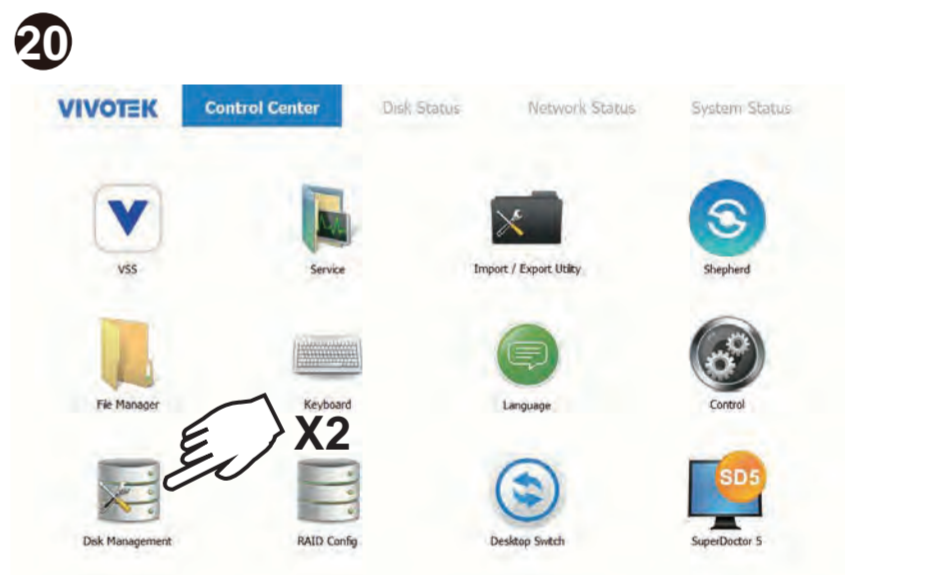 20
VIVOTEK Control Center Disk Status Network Status System Status
VSS Service Import / Export Utility Shepherd
File Manager Keyboard Language Control
X2
SD5
Disk Management RAID Config Desktop Switch SuperDoctor 5